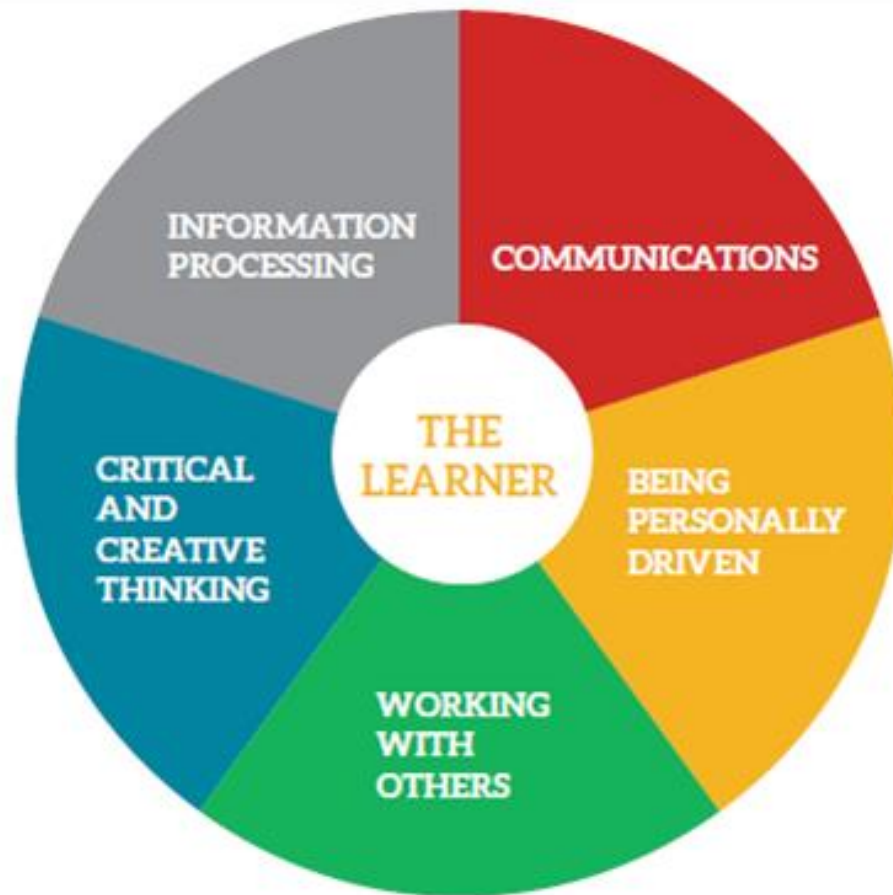 INFORMATION
PROCESSING
COMMUNICATIONS
THE
LEARNER
CRITICAL
AND
CREATIVE
THINKING
BEING
PERSONALLY
DRIVEN
WORKING
WITH
OTHERS